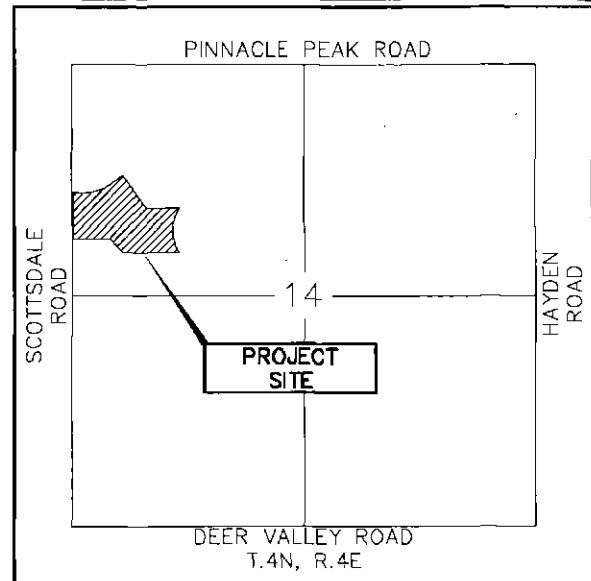 PINNACLE PEAK ROAD
SCOTTSDALE
ROAD
14
HAYDEN
ROAD
PROJECT
SITE
DEER VALLEY ROAD
T.4N, R.4E